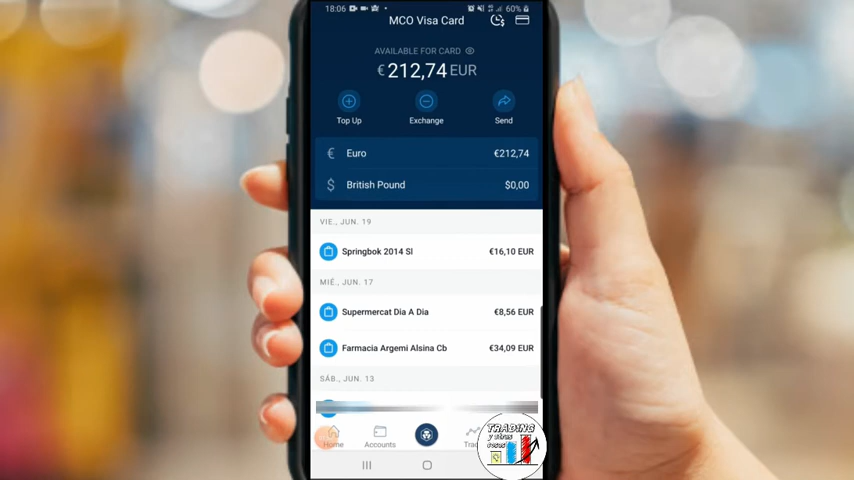 18:06
60%
MCO Visa Card
AVAILABLE FOR CARD
€212,74 EUR
Top Up
Exchange
Send
€ Euro €212,74
$ British Pound $0,00
VIE., JUN. 19
Springbok 2014 Sl €16,10 EUR
MIÉ., JUN. 17
Supermercat Dia A Dia €8,56 EUR
Farmacia Argemi Alsina Cb €34,09 EUR
SÁB., JUN. 13
Home
Accounts
TRADING
y otras
cosas